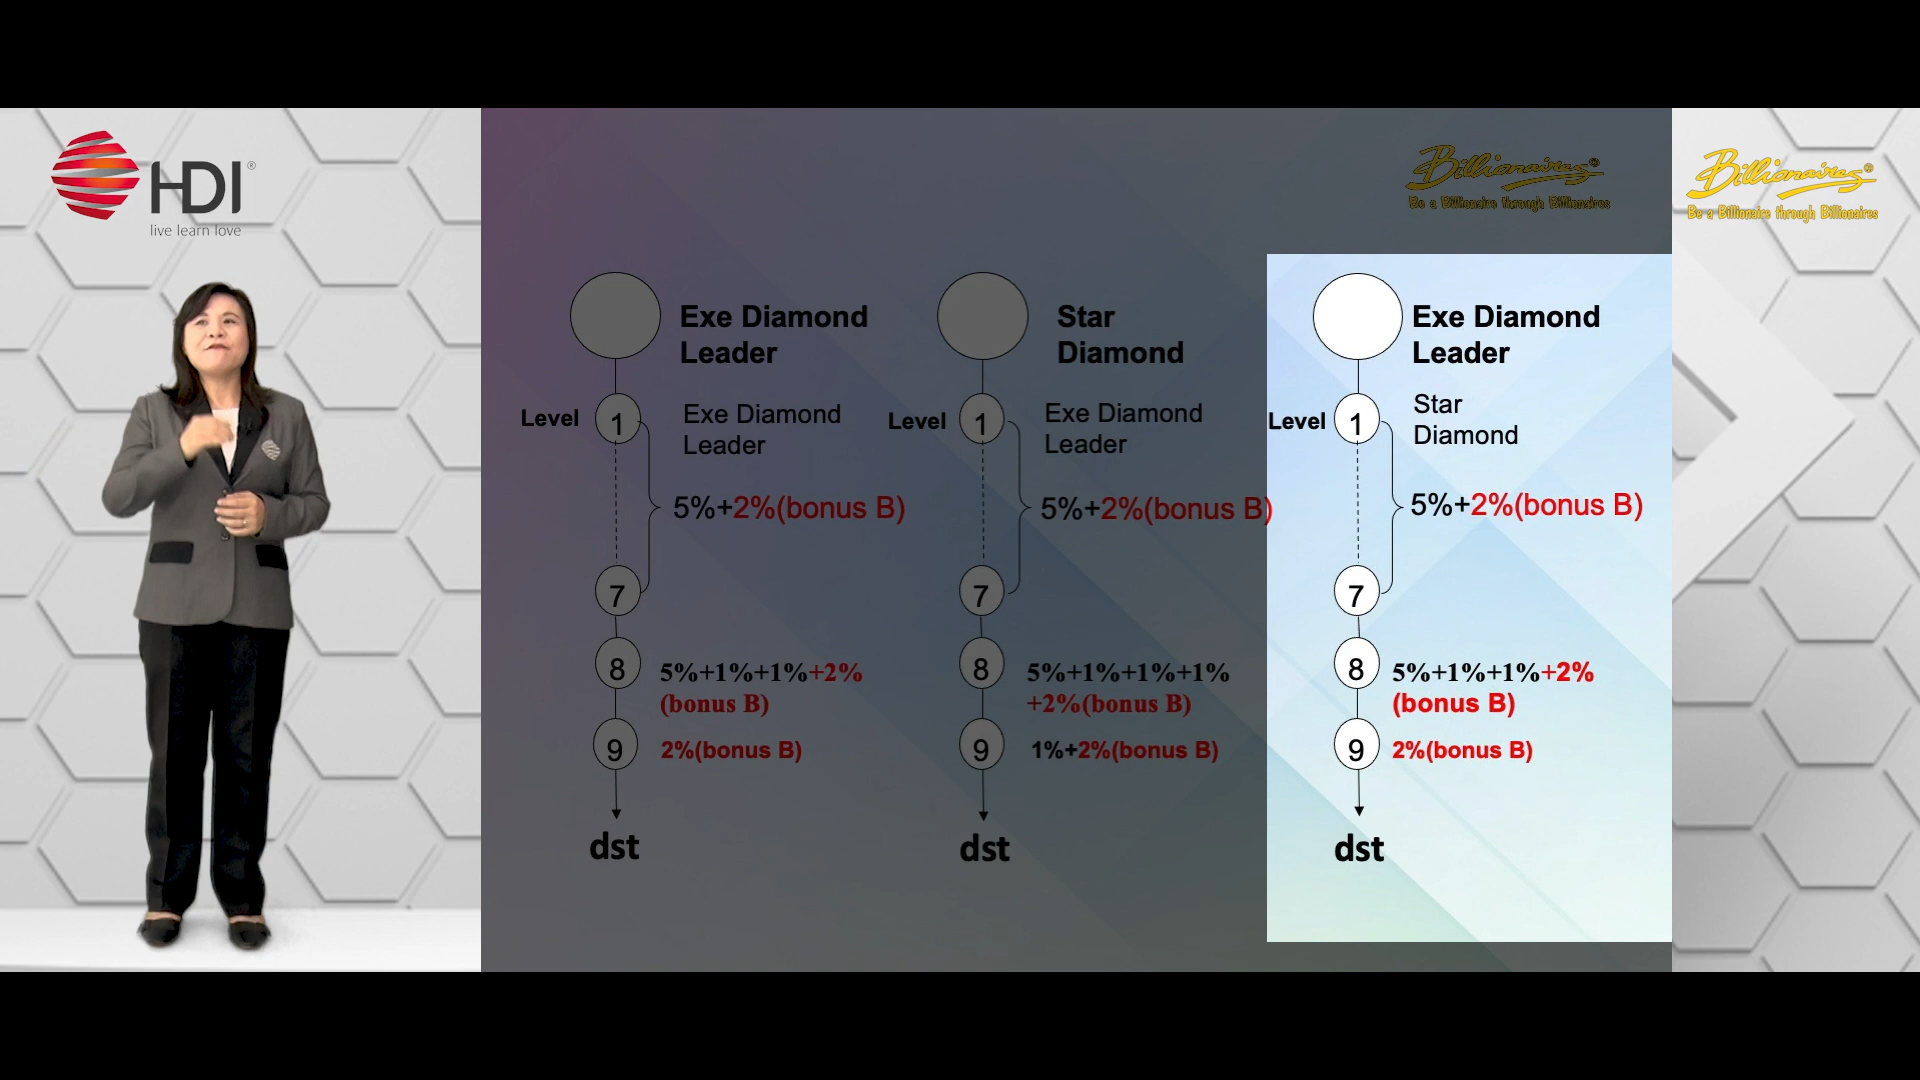 HDI®
live learn love
Billionaires®
Be a Billionaire through Billionaires
Billionaires®
Be a Billionaire through Billionaires
Exe Diamond
Leader
Level
1
Exe Diamond
Leader
5%+2%(bonus B)
7
8
5%+1%+1%+2%
(bonus B)
9
2%(bonus B)
dst
Star
Diamond
Level
1
Exe Diamond
Leader
5%+2%(bonus B)
7
8
5%+1%+1%+1%
+2%(bonus B)
9
1%+2%(bonus B)
dst
Exe Diamond
Leader
Level
1
Star
Diamond
5%+2%(bonus B)
7
8
5%+1%+1%+2%
(bonus B)
9
2%(bonus B)
dst